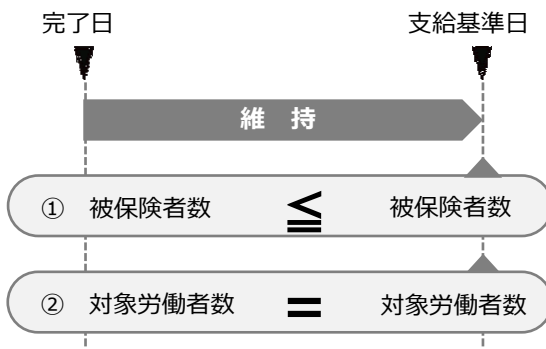 完了日 支給基準日
維 持
① 被保険者数 ≦ 被保険者数
② 対象労働者数 = 対象労働者数